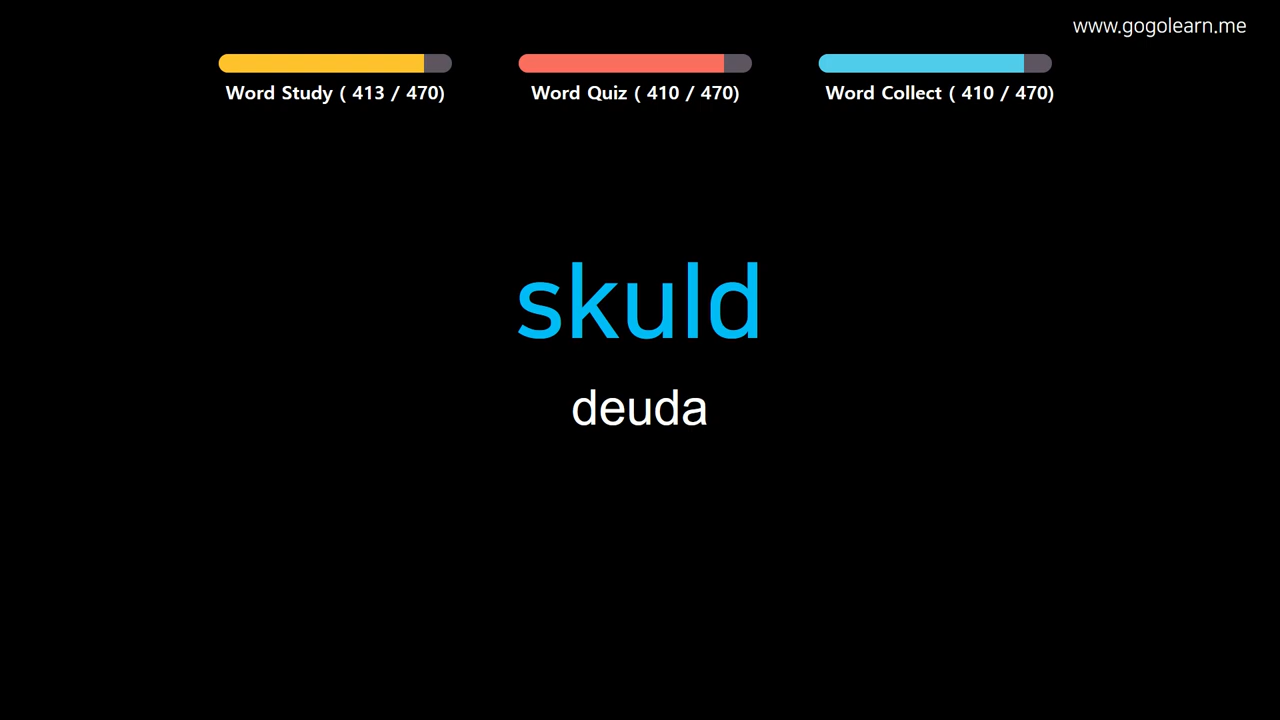 www.gogolearn.me
Word Study ( 413 / 470)
Word Quiz ( 410 / 470)
Word Collect ( 410 / 470)
skuld
deuda